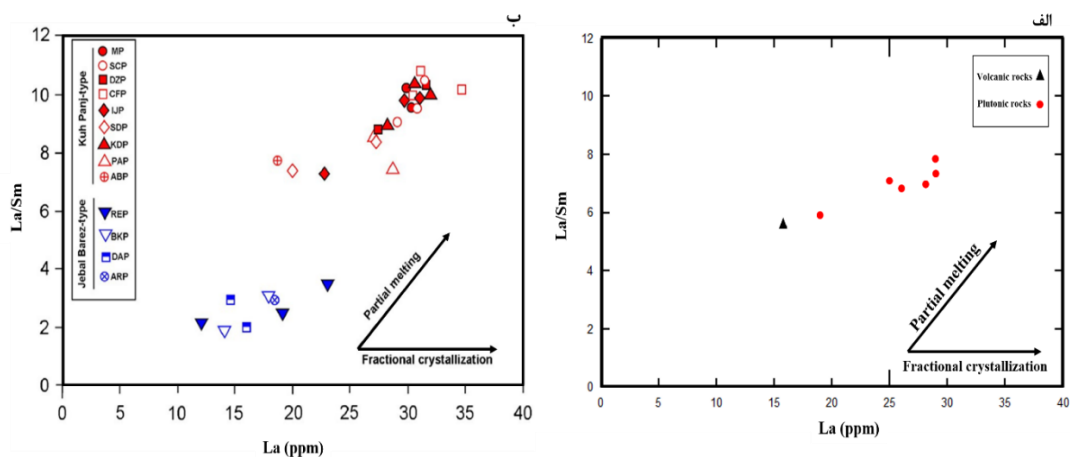 ب
La/Sm
12
10
8
6
4
2
0
0 5 10 15 20 25 30 35 40
La (ppm)
Kuh Panj-type
MP
SCP
DZP
CFP
IJP
SDP
KDP
PAP
ABP
Jebal Barez-type
REP
BKP
DAP
ARP
Partial melting
Fractional crystallization
الف
La/Sm
12
10
8
6
4
2
0
0 5 10 15 20 25 30 35 40
La (ppm)
Volcanic rocks
Plutonic rocks
Partial melting
Fractional crystallization